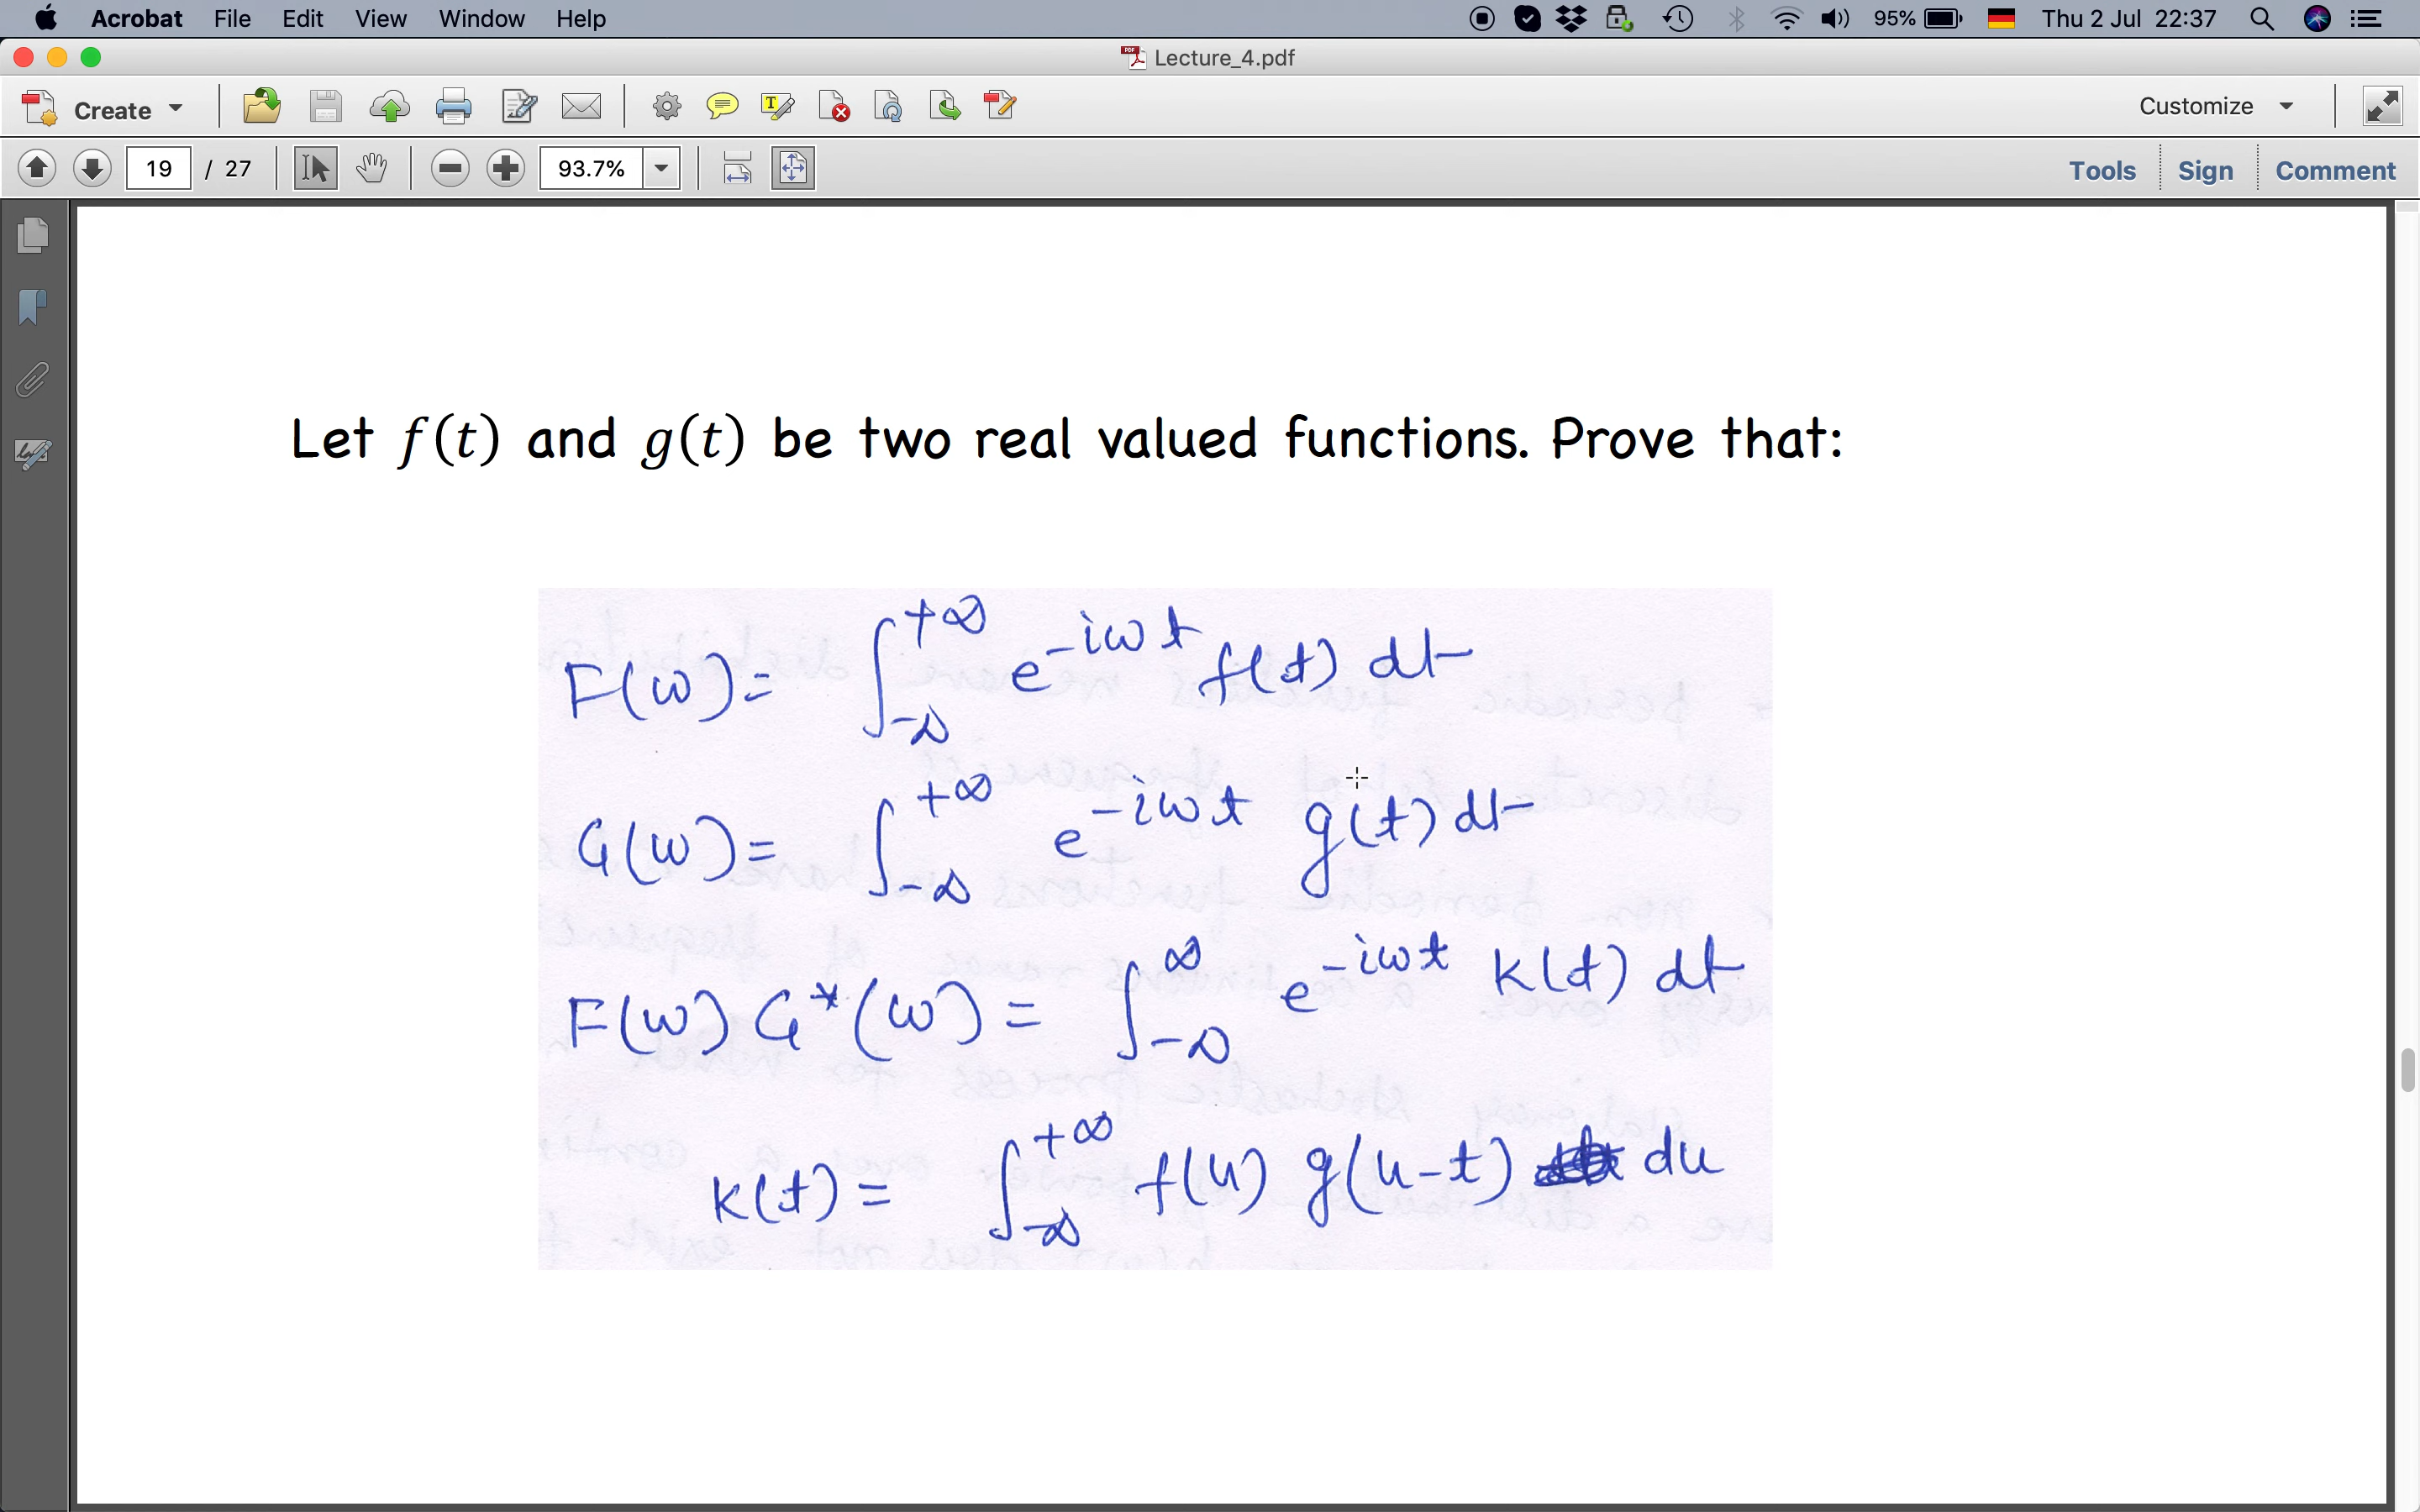 Acrobat File Edit View Window Help 95% Thu 2 Jul 22:37
Lecture_4.pdf
Create Customize
19 / 27 93.7% Tools Sign Comment
Let f(t) and g(t) be two real valued functions. Prove that:
F(ω) = ∫_{-∞}^{+∞} e^{-iωt} f(t) dt
G(ω) = ∫_{-∞}^{+∞} e^{-iωt} g(t) dt
F(ω) G*(ω) = ∫_{-∞}^{∞} e^{-iωt} K(t) dt
K(t) = ∫_{-∞}^{+∞} f(u) g(u-t) du